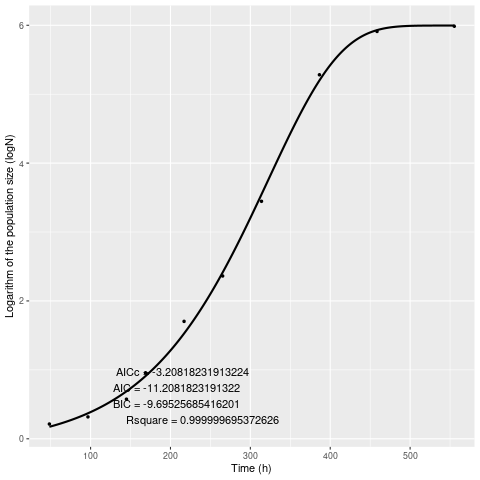 6
4
2
0
Logarithm of the population size (logN)
AICc = -3.20818231913224
AIC = -11.2081823191322
BIC = -9.69525685416201
Rsquare = 0.999999695372626
100 200 300 400 500
Time (h)